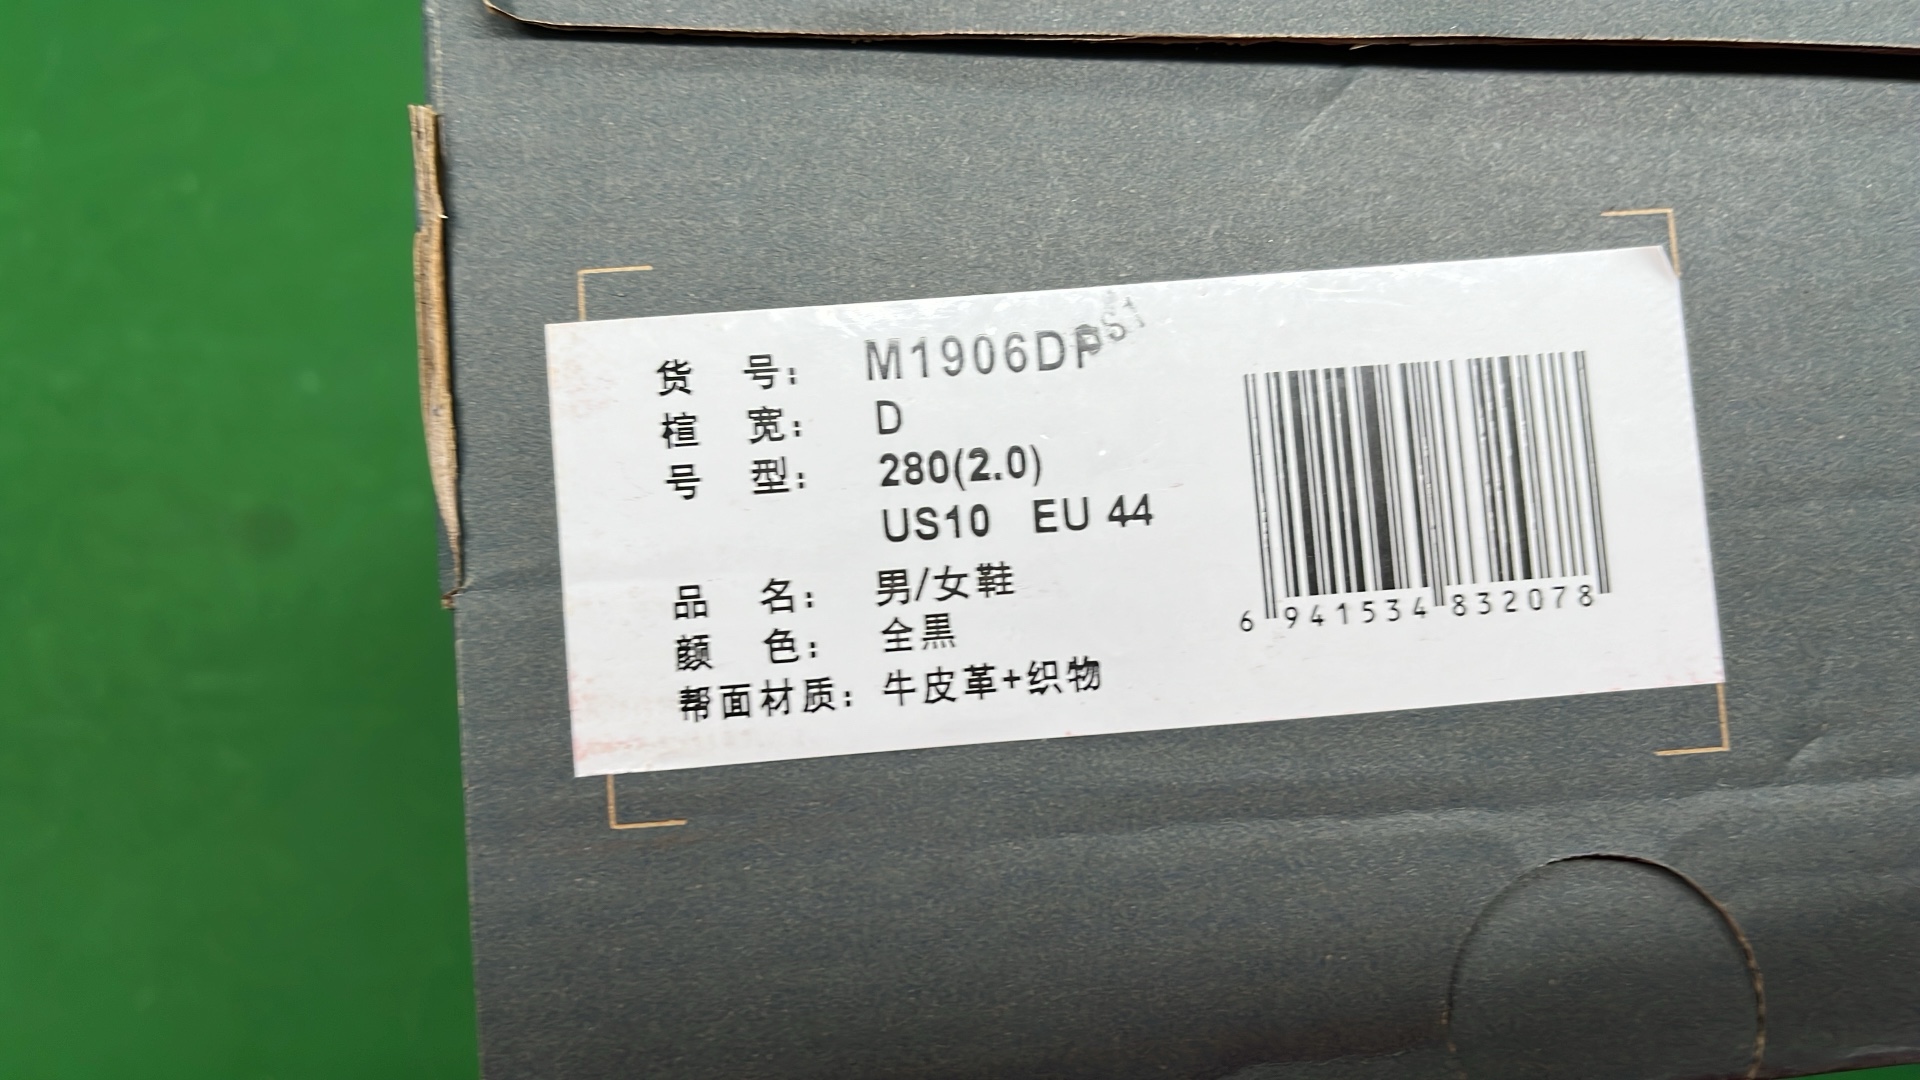 货 号： M1906DP
S1
楦 宽： D
号 型： 280(2.0)
US10 EU 44
品 名： 男/女鞋
颜 色： 全黑
帮面材质： 牛皮革+织物
6 941534 832078